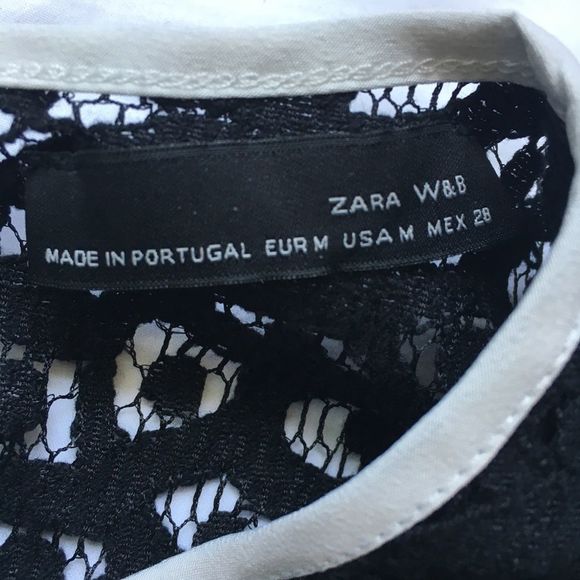 ZARA W&B
MADE IN PORTUGAL EUR M USA M MEX 28